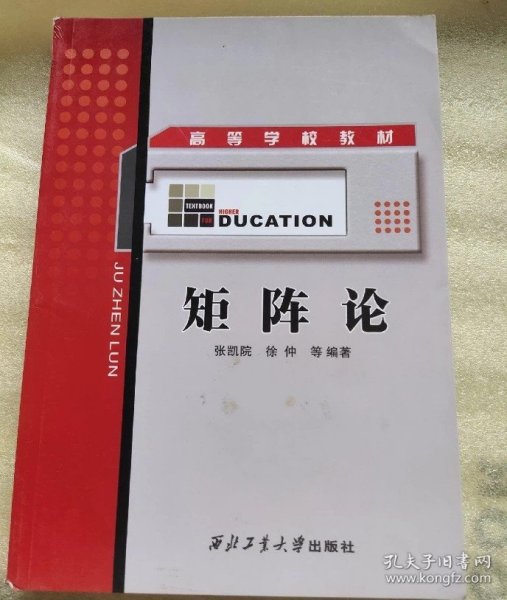 高等学校教材
TEXTBOOK
FOR
HIGHER
DUCATION
JU ZHEN LUN
矩阵论
张凯院 徐仲 等编著
西北工业大学出版社
孔夫子旧书网
www.kongfz.com